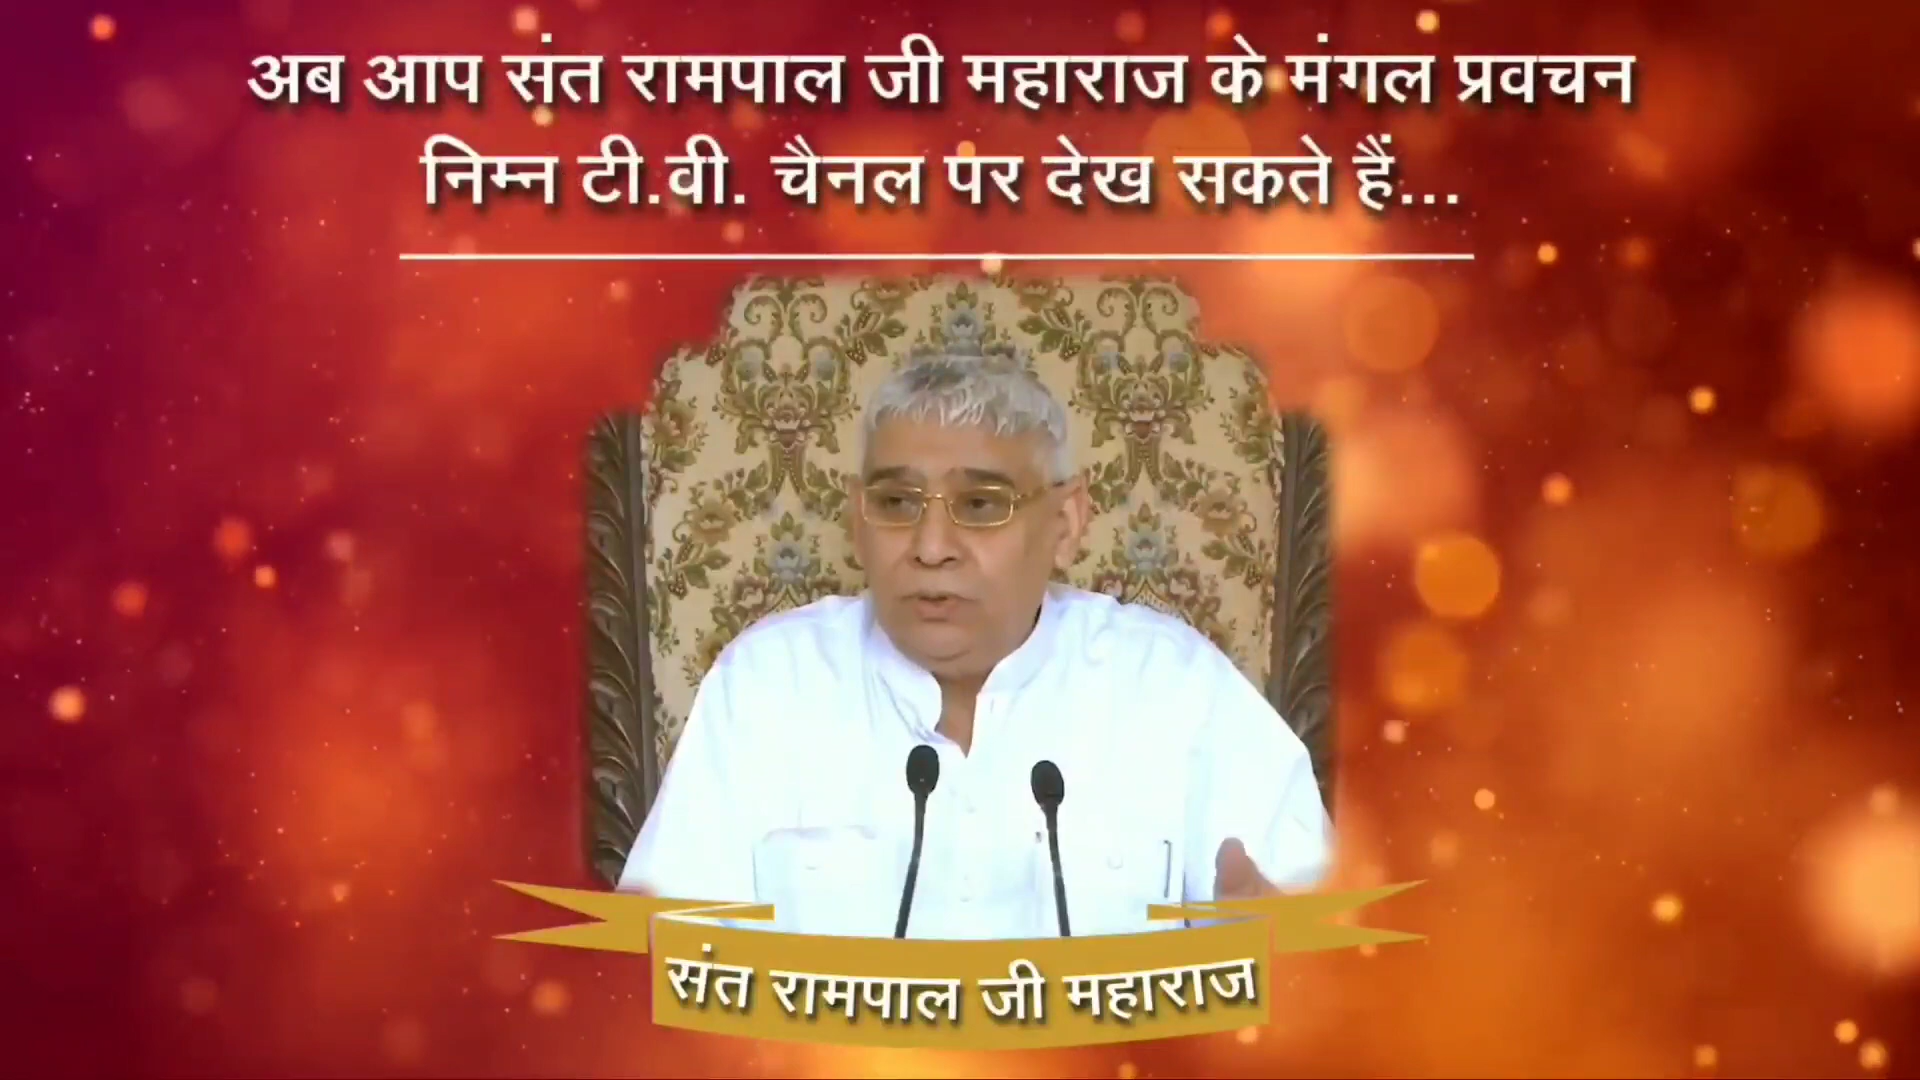 अब आप संत रामपाल जी महाराज के मंगल प्रवचन
निम्न टी.वी. चैनल पर देख सकते हैं...
संत रामपाल जी महाराज